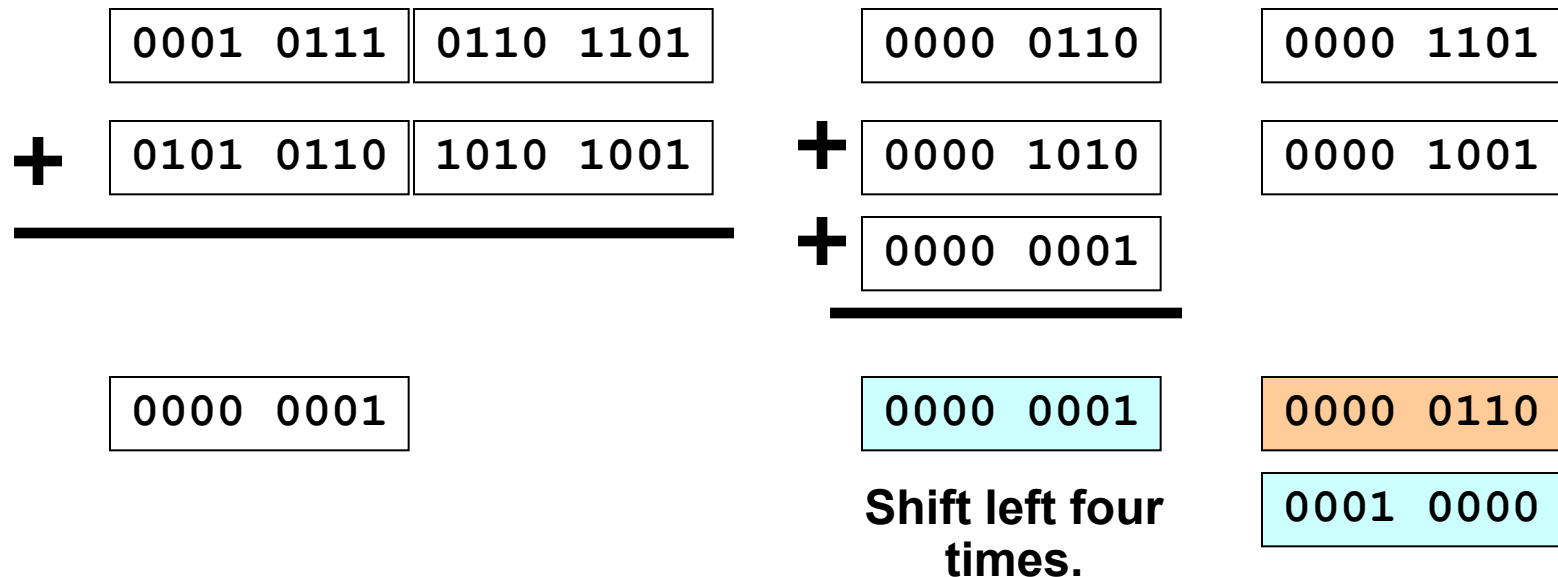 0001 0111 0110 1101 0000 0110 0000 1101
+ 0101 0110 1010 1001 + 0000 1010 0000 1001
+ 0000 0001
0000 0001 0000 0001 0000 0110
Shift left four 0001 0000
times.